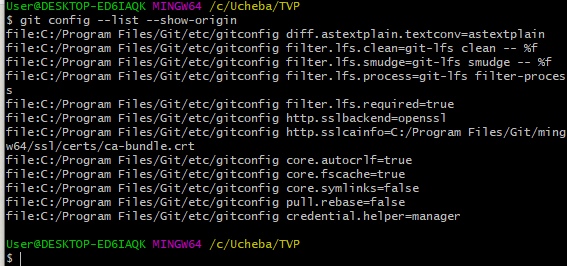 User@DESKTOP-ED6IAQK MINGW64 /c/Ucheba/TVP
$ git config --list --show-origin
file:C:/Program Files/Git/etc/gitconfig diff.astextplain.textconv=astextplain
file:C:/Program Files/Git/etc/gitconfig filter.lfs.clean=git-lfs clean -- %f
file:C:/Program Files/Git/etc/gitconfig filter.lfs.smudge=git-lfs smudge -- %f
file:C:/Program Files/Git/etc/gitconfig filter.lfs.process=git-lfs filter-proces
s
file:C:/Program Files/Git/etc/gitconfig filter.lfs.required=true
file:C:/Program Files/Git/etc/gitconfig http.sslbackend=openssl
file:C:/Program Files/Git/etc/gitconfig http.sslcainfo=C:/Program Files/Git/ming
w64/ssl/certs/ca-bundle.crt
file:C:/Program Files/Git/etc/gitconfig core.autocrlf=true
file:C:/Program Files/Git/etc/gitconfig core.fscache=true
file:C:/Program Files/Git/etc/gitconfig core.symlinks=false
file:C:/Program Files/Git/etc/gitconfig pull.rebase=false
file:C:/Program Files/Git/etc/gitconfig credential.helper=manager
User@DESKTOP-ED6IAQK MINGW64 /c/Ucheba/TVP
$